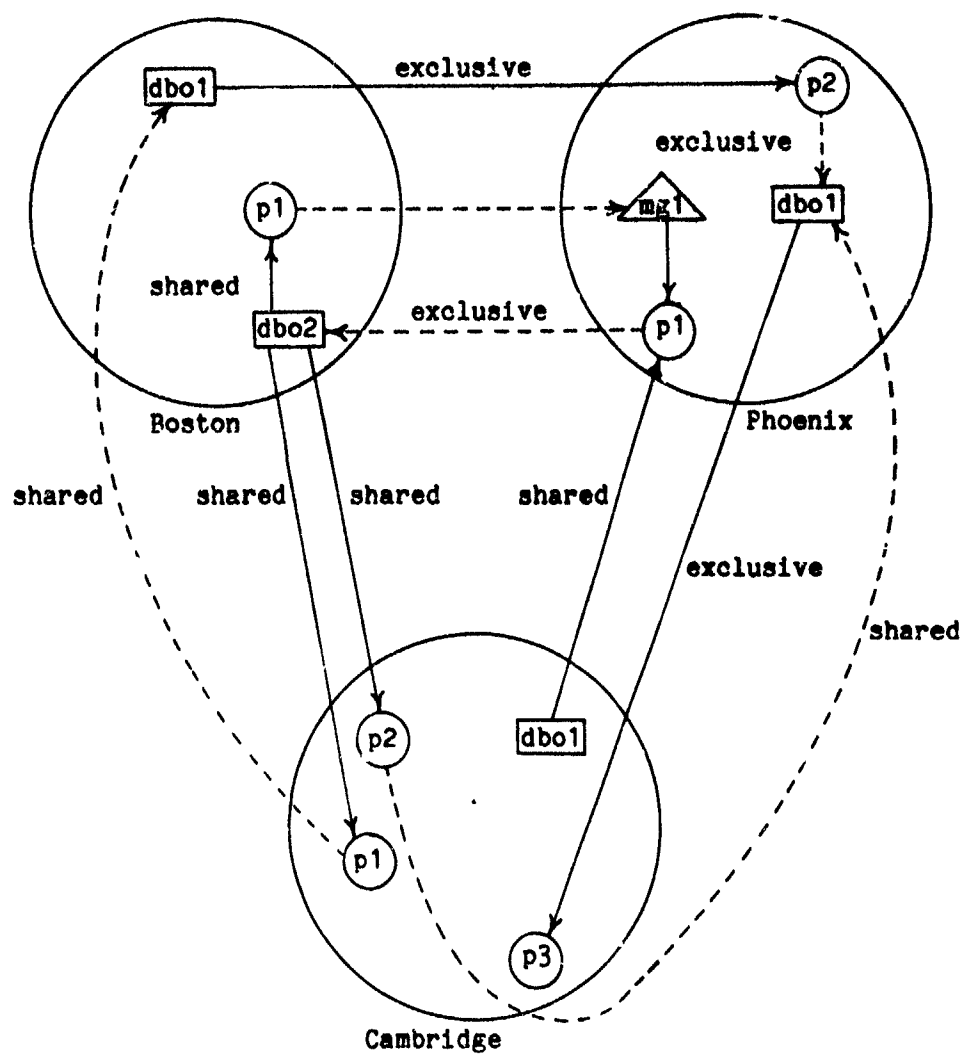 exclusive
dbo1
p2
exclusive
p1
mg1
dbo1
shared
exclusive
dbo2
p1
Boston
Phoenix
shared
shared
shared
shared
exclusive
shared
p2
dbo1
p1
p3
Cambridge